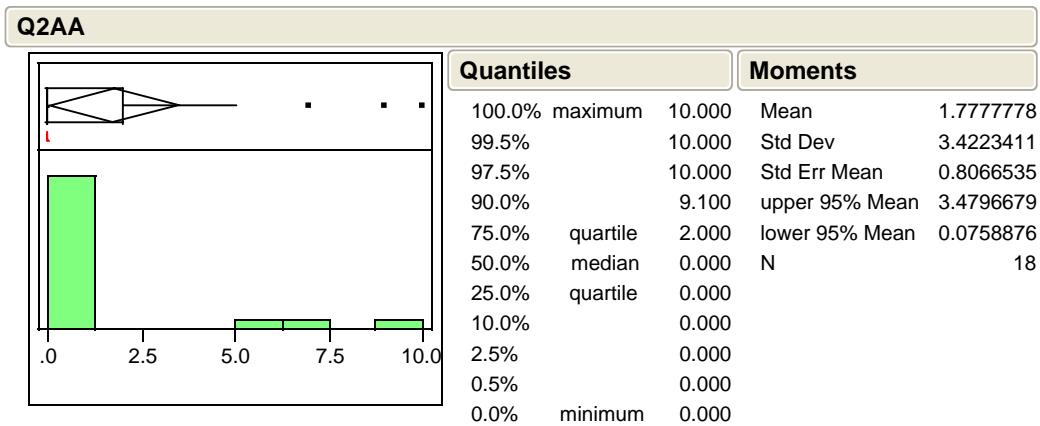 Q2AA
.0 2.5 5.0 7.5 10.0
Quantiles
100.0% maximum 10.000
99.5% 10.000
97.5% 10.000
90.0% 9.100
75.0% quartile 2.000
50.0% median 0.000
25.0% quartile 0.000
10.0% 0.000
2.5% 0.000
0.5% 0.000
0.0% minimum 0.000
Moments
Mean 1.7777778
Std Dev 3.4223411
Std Err Mean 0.8066535
upper 95% Mean 3.4796679
lower 95% Mean 0.0758876
N 18